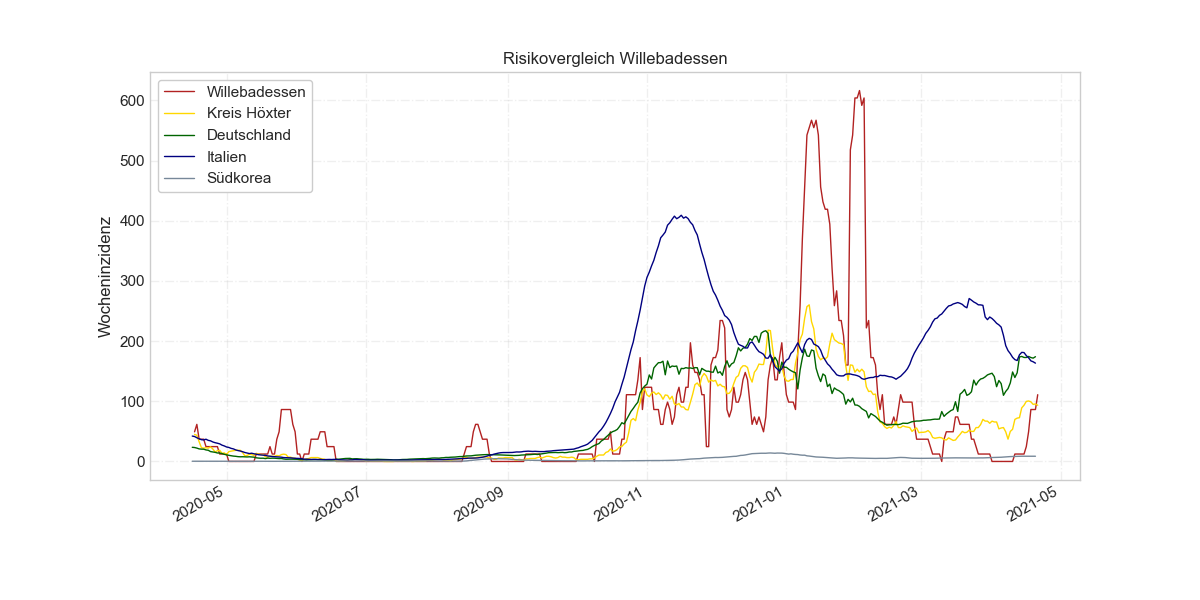 Risikovergleich Willebadessen
Willebadessen
Kreis Höxter
Deutschland
Italien
Südkorea
Wocheninzidenz
600
500
400
300
200
100
0
2020-05
2020-07
2020-09
2020-11
2021-01
2021-03
2021-05